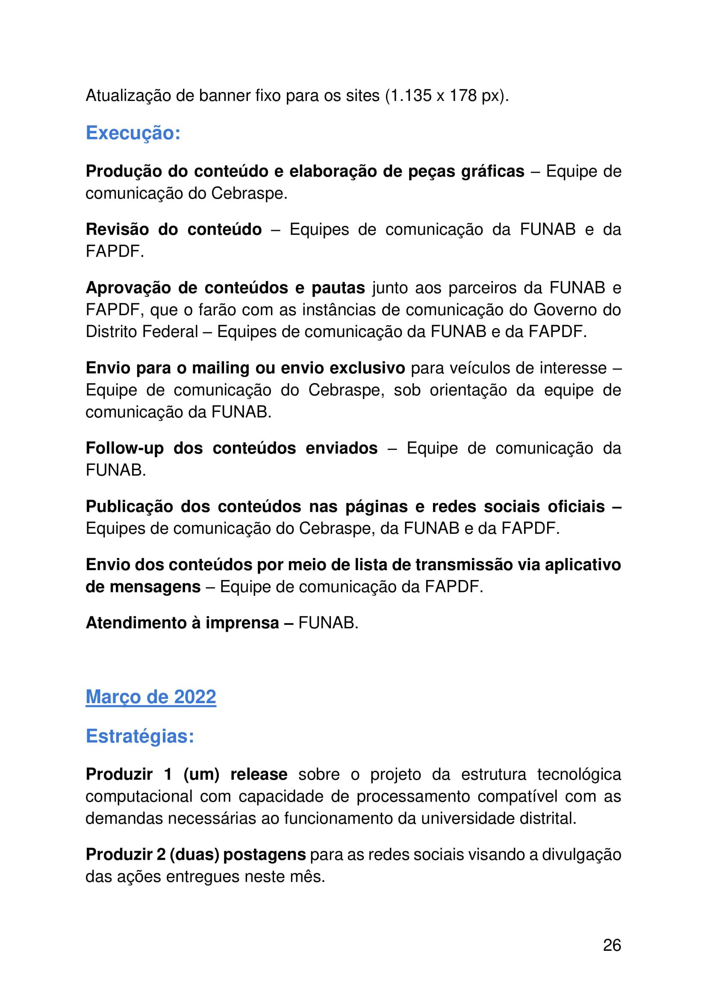 Atualização de banner fixo para os sites (1.135 x 178 px).
Execução:
Produção do conteúdo e elaboração de peças gráficas – Equipe de
comunicação do Cebraspe.
Revisão do conteúdo – Equipes de comunicação da FUNAB e da
FAPDF.
Aprovação de conteúdos e pautas junto aos parceiros da FUNAB e
FAPDF, que o farão com as instâncias de comunicação do Governo do
Distrito Federal – Equipes de comunicação da FUNAB e da FAPDF.
Envio para o mailing ou envio exclusivo para veículos de interesse –
Equipe de comunicação do Cebraspe, sob orientação da equipe de
comunicação da FUNAB.
Follow-up dos conteúdos enviados – Equipe de comunicação da
FUNAB.
Publicação dos conteúdos nas páginas e redes sociais oficiais –
Equipes de comunicação do Cebraspe, da FUNAB e da FAPDF.
Envio dos conteúdos por meio de lista de transmissão via aplicativo
de mensagens – Equipe de comunicação da FAPDF.
Atendimento à imprensa – FUNAB.
Março de 2022
Estratégias:
Produzir 1 (um) release sobre o projeto da estrutura tecnológica
computacional com capacidade de processamento compatível com as
demandas necessárias ao funcionamento da universidade distrital.
Produzir 2 (duas) postagens para as redes sociais visando a divulgação
das ações entregues neste mês.
26